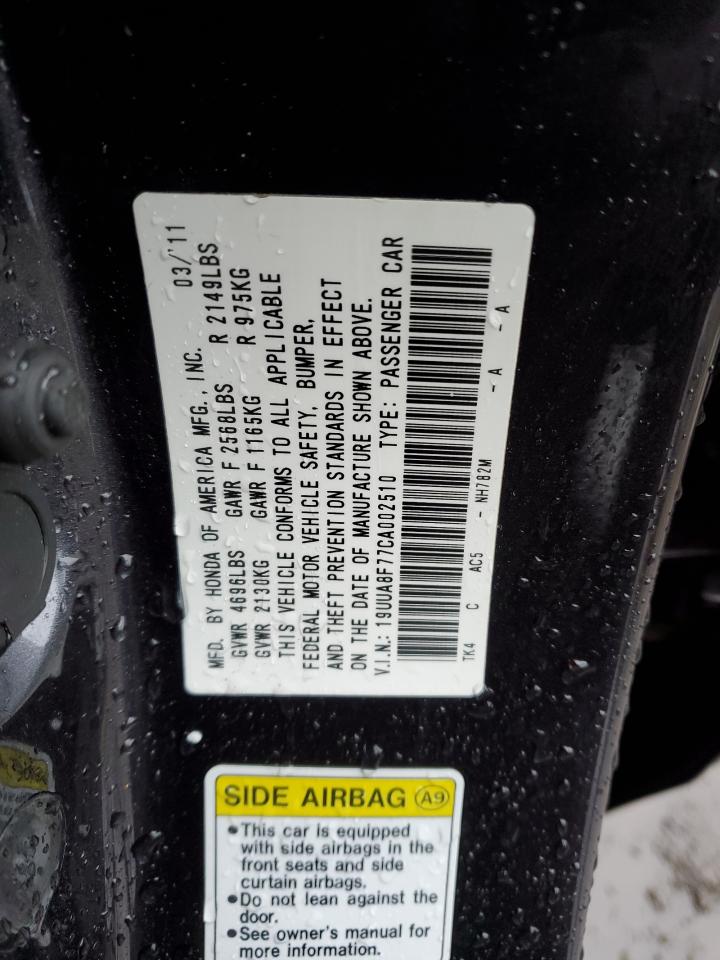 MFD. BY HONDA OF AMERICA MFG., INC. 03/'11
GVWR 4696LBS GAWR F 2568LBS R 2149LBS
GVWR 2130KG GAWR F 1165KG R 975KG
THIS VEHICLE CONFORMS TO ALL APPLICABLE
FEDERAL MOTOR VEHICLE SAFETY, BUMPER,
AND THEFT PREVENTION STANDARDS IN EFFECT
ON THE DATE OF MANUFACTURE SHOWN ABOVE.
V.I.N.: 19UUA8F77CA002510 TYPE: PASSENGER CAR
TK4 C AC5 - NH782M - A - A
SIDE AIRBAG A9
•This car is equipped
with side airbags in the
front seats and side
curtain airbags.
•Do not lean against the
door.
•See owner's manual for
more information.